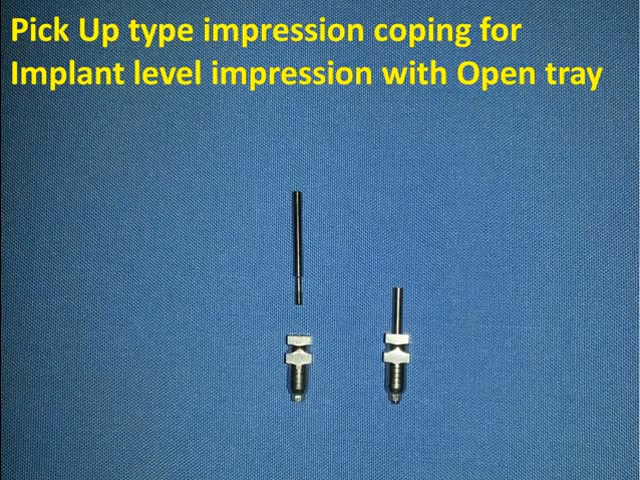 Pick Up type impression coping for
Implant level impression with Open tray